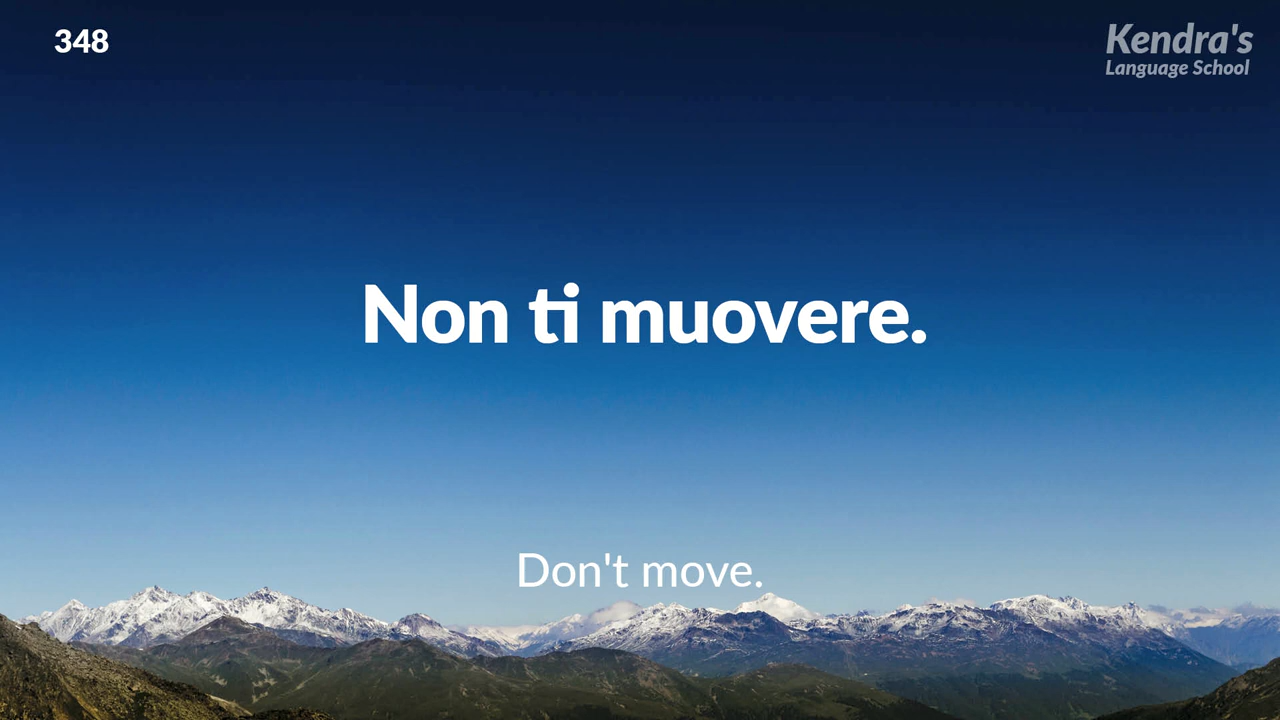 348
Kendra's
Language School
Non ti muovere.
Don't move.